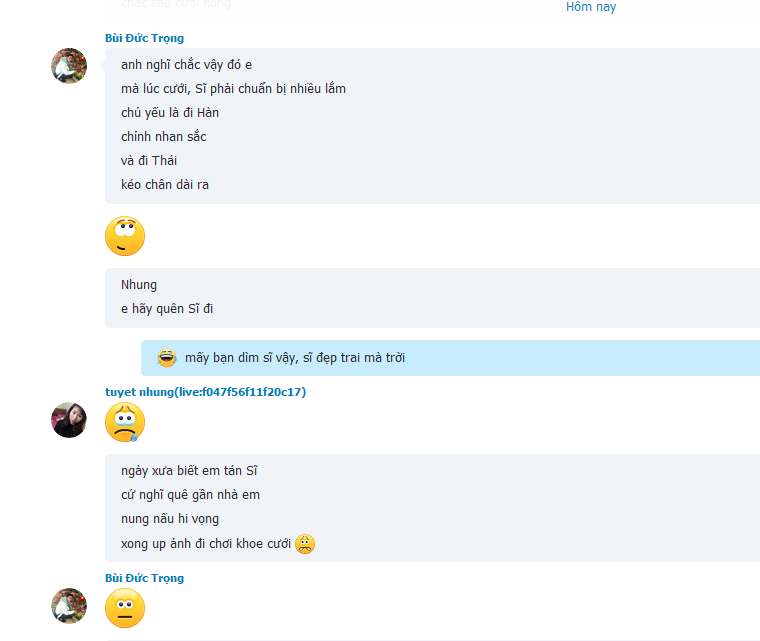 chắc sắp cưới hông
Hôm nay
Bùi Đức Trọng
anh nghĩ chắc vậy đó e
mà lúc cưới, Sĩ phải chuẩn bị nhiều lắm
chủ yếu là đi Hàn
chỉnh nhan sắc
và đi Thái
kéo chân dài ra
Nhung
e hãy quên Sĩ đi
mấy bạn dìm sĩ vậy, sĩ đẹp trai mà trời
tuyet nhung(live:f047f56f11f20c17)
ngày xưa biết em tán Sĩ
cứ nghĩ quê gần nhà em
nung nấu hi vọng
xong up ảnh đi chơi khoe cưới
Bùi Đức Trọng